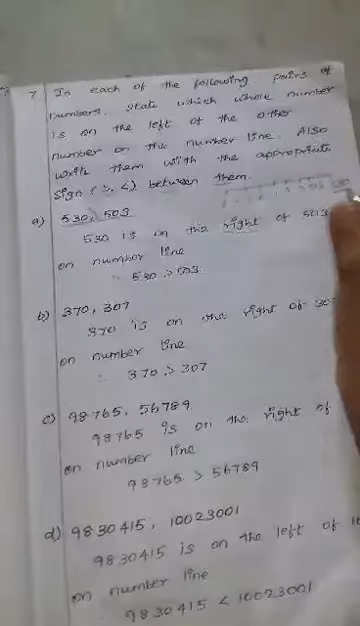 7. In each of the following pairs of
numbers, state which whole number
is on the left of the other
number on the number line. Also
write them with the appropriate
sign (>, <) between them.
a) 530, 503
530 is on the right of 503
on number line
∴ 530 > 503
b) 370, 307
370 is on the right of 30
on number line
∴ 370 > 307
c) 98765, 56789
98765 is on the right of
on number line
98765 > 56789
d) 9830415, 10023001
9830415 is on the left of 10
on number line
9830415 < 10023001